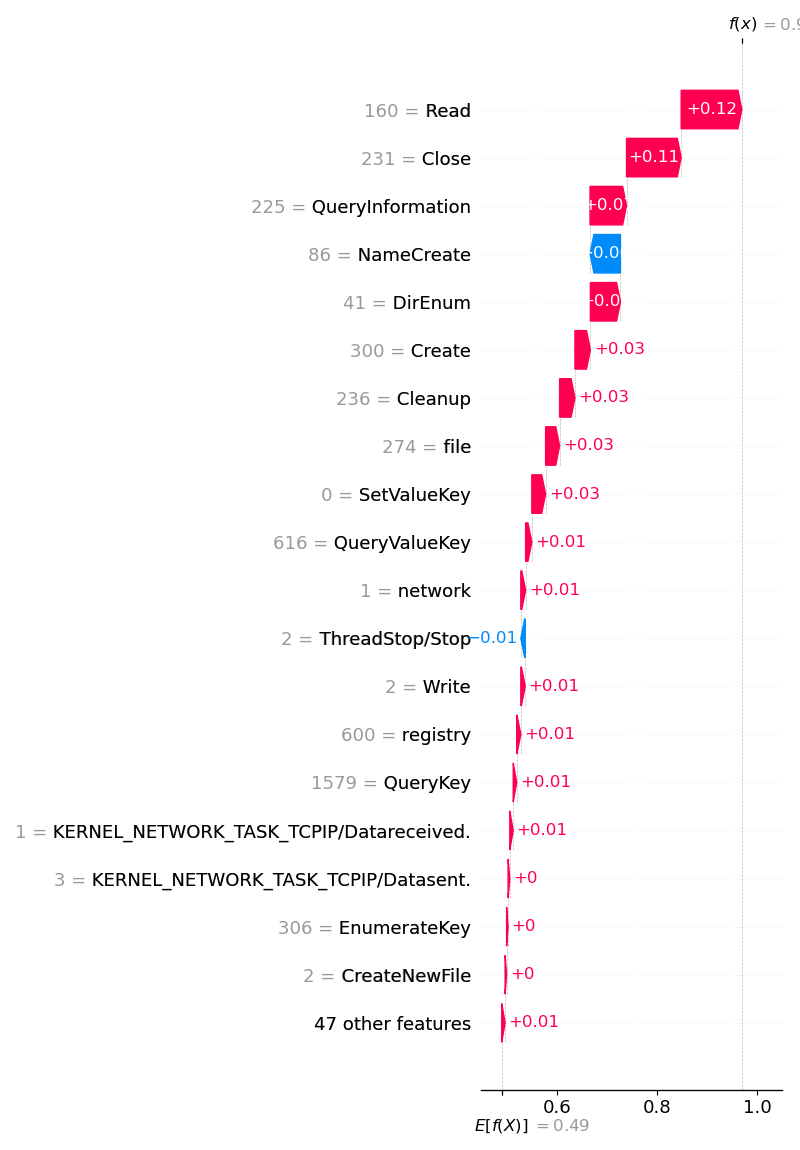 f(x) = 0.9
160 = Read +0.12
231 = Close +0.11
225 = QueryInformation
86 = NameCreate
41 = DirEnum
300 = Create +0.03
236 = Cleanup +0.03
274 = file +0.03
0 = SetValueKey +0.03
616 = QueryValueKey +0.01
1 = network +0.01
2 = ThreadStop/Stop −0.01
2 = Write +0.01
600 = registry +0.01
1579 = QueryKey +0.01
1 = KERNEL_NETWORK_TASK_TCPIP/Datareceived. +0.01
3 = KERNEL_NETWORK_TASK_TCPIP/Datasent. +0
306 = EnumerateKey +0
2 = CreateNewFile +0
47 other features +0.01
0.6 0.8 1.0
E[f(X)] = 0.49